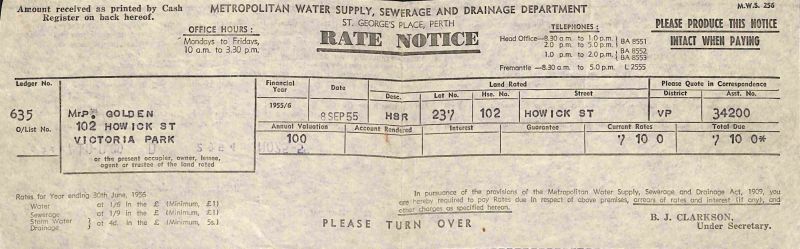 Amount received as printed by Cash
Register on back hereof.
METROPOLITAN WATER SUPPLY, SEWERAGE AND DRAINAGE DEPARTMENT
ST. GEORGE'S PLACE, PERTH
M.W.S. 256
OFFICE HOURS:
Mondays to Fridays,
10 a.m. to 3.30 p.m.
RATE NOTICE
TELEPHONES:
Head Office—8.30 a.m. to 1.0 p.m.
2.0 p.m. to 5.0 p.m.
BA 8551
1.0 p.m. to 2.0 p.m.
BA 8552
BA 8553
Fremantle—8.30 a.m. to 5.0 p.m. L 2555
PLEASE PRODUCE THIS NOTICE
INTACT WHEN PAYING
Ledger No.
635
O/List No.
Mr P. GOLDEN
102 HOWICK ST
VICTORIA PARK
or the present occupier, owner, lessee,
agent or trustee of the land rated
Financial Year
Date
Land Rated
Please Quote in Correspondence
Desc.
Lot No.
Hse. No.
Street
District
Asst. No.
1955/6
8 SEP 55
HSR
237
102
HOWICK ST
VP
34200
Annual Valuation
Account Rendered
Interest
Guarantee
Current Rates
Total Due
100
7 10 0
7 10 0*
Rates for Year ending 30th June, 1956
Water at 1/6 in the £ (Minimum, £1)
Sewerage at 1/9 in the £ (Minimum, £1)
Storm Water Drainage } at 4d. in the £ (Minimum, 5s.)
In pursuance of the provisions of the Metropolitan Water Supply, Sewerage and Drainage Act, 1909, you
are hereby required to pay Rates due in respect of above premises, arrears of rates and interest (if any), and
other charges as specified hereon.
PLEASE TURN OVER
B. J. CLARKSON,
Under Secretary.